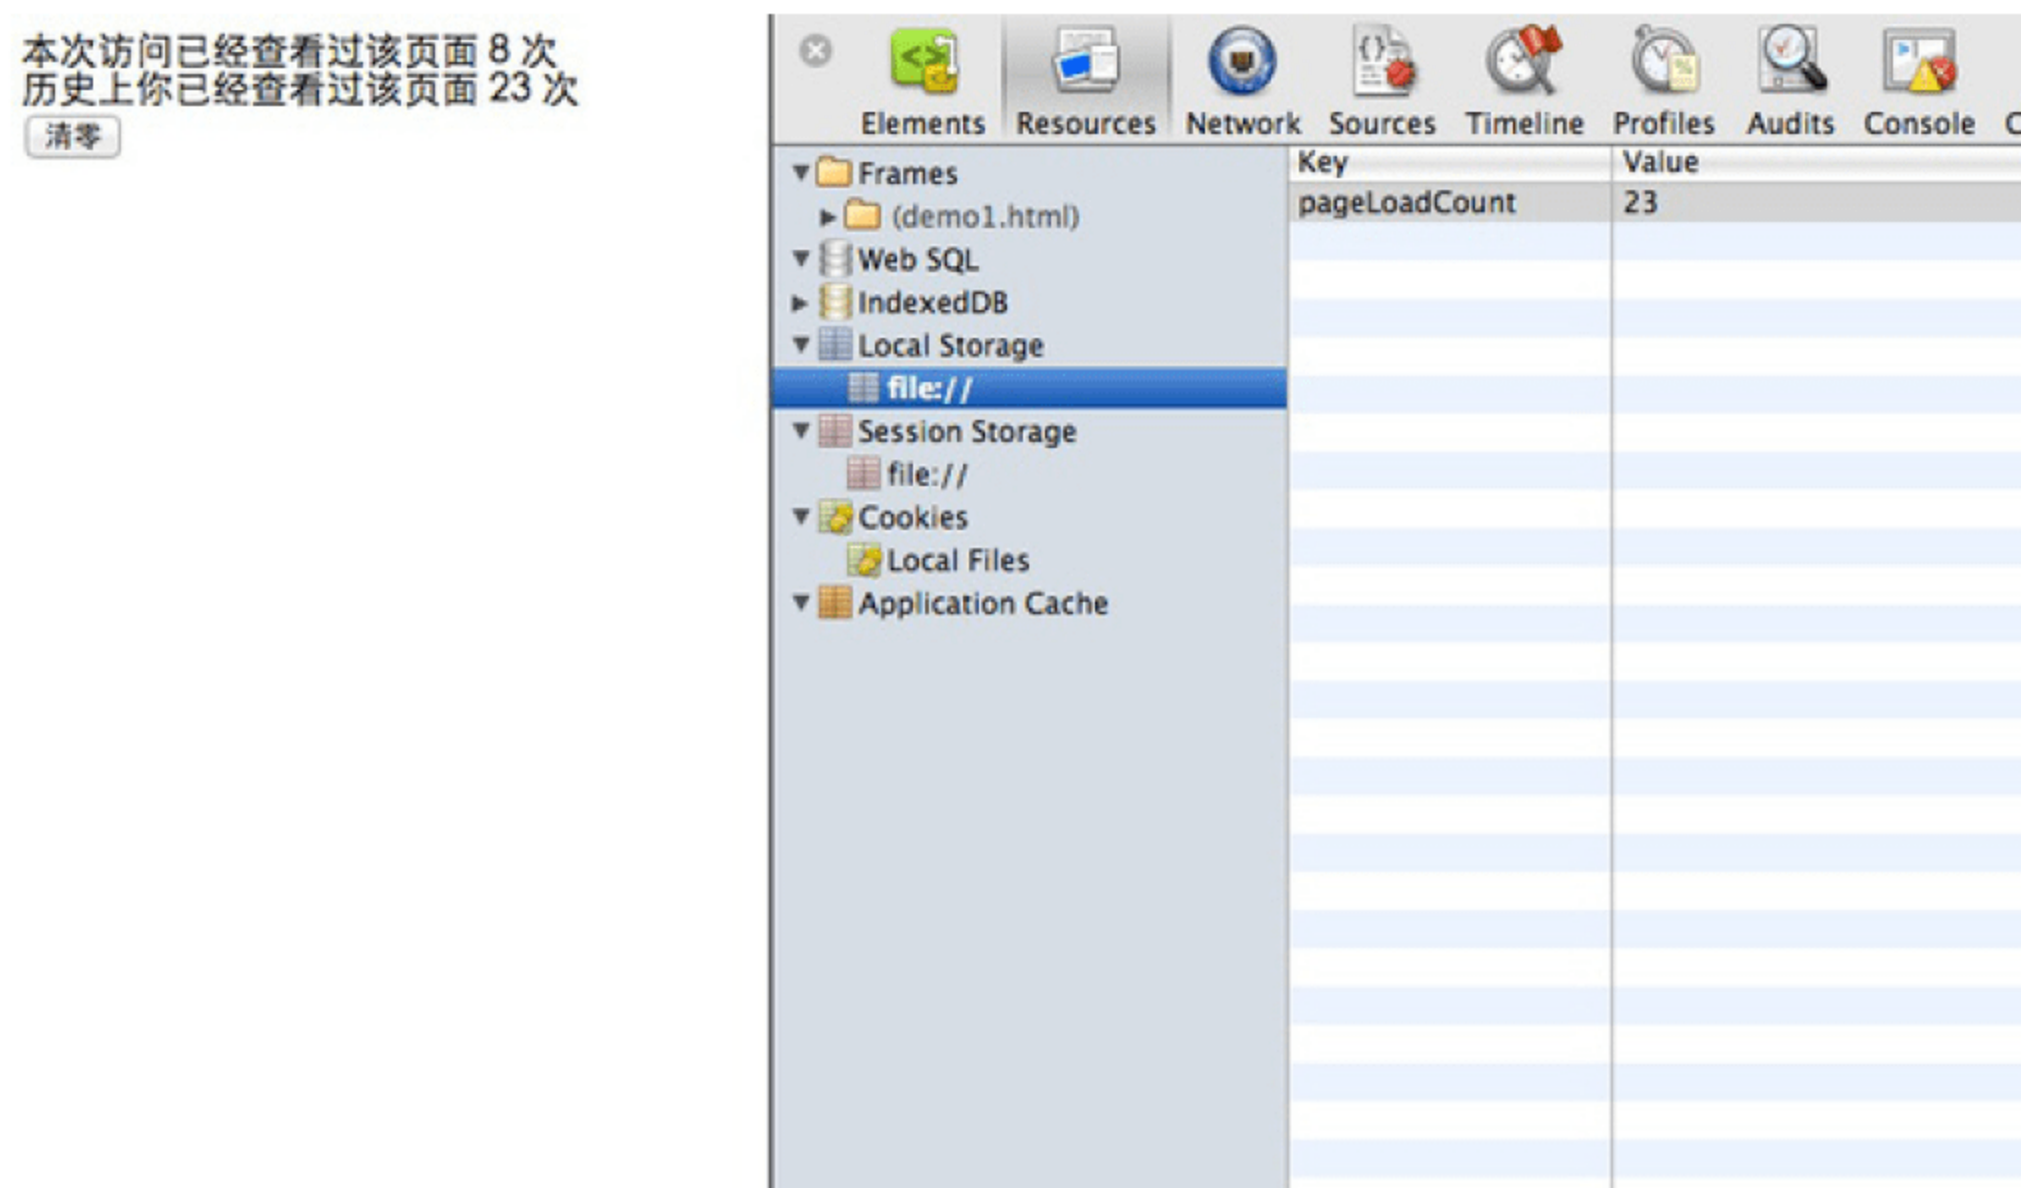 本次访问已经查看过该页面 8 次
历史上你已经查看过该页面 23 次
清零
Elements Resources Network Sources Timeline Profiles Audits Console
Frames
(demo1.html)
Web SQL
IndexedDB
Local Storage
file://
Session Storage
file://
Cookies
Local Files
Application Cache
Key Value
pageLoadCount 23